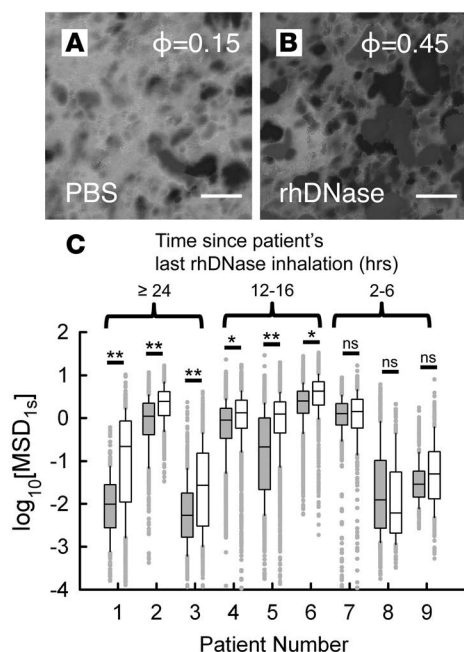 A ϕ=0.15
B ϕ=0.45
PBS
rhDNase
C
Time since patient's
last rhDNase inhalation (hrs)
≥ 24 12-16 2-6
** ** ** * ** * ns ns ns
2
1
0
-1
-2
-3
-4
log₁₀[MSD₁ₛ]
1 2 3 4 5 6 7 8 9
Patient Number